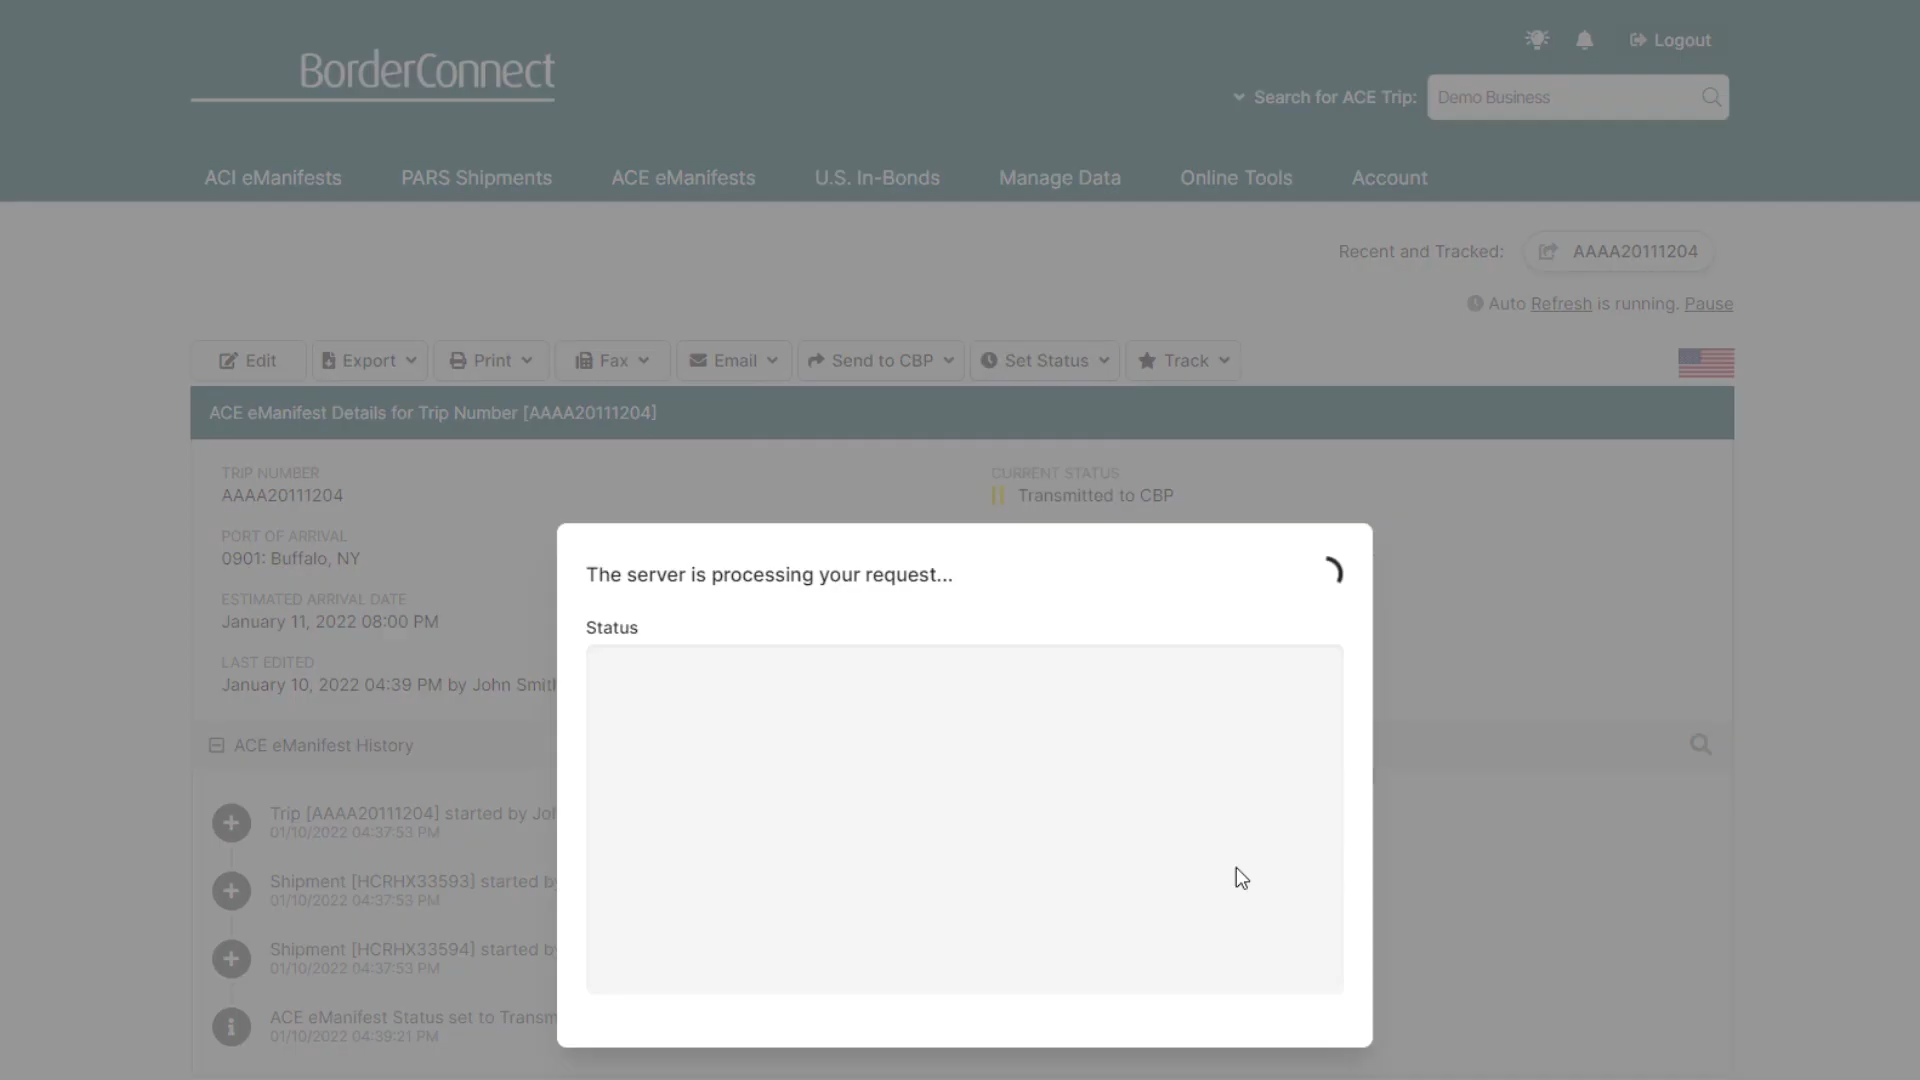 BorderConnect
Logout
Search for ACE Trip:
Demo Business
ACI eManifests
PARS Shipments
ACE eManifests
U.S. In-Bonds
Manage Data
Online Tools
Account
Recent and Tracked:
AAAA20111204
Auto Refresh is running. Pause
Edit
Export
Print
Fax
Email
Send to CBP
Set Status
Track
ACE eManifest Details for Trip Number [AAAA20111204]
TRIP NUMBER
AAAA20111204
CURRENT STATUS
Transmitted to CBP
PORT OF ARRIVAL
0901: Buffalo, NY
ESTIMATED ARRIVAL DATE
January 11, 2022 08:00 PM
LAST EDITED
January 10, 2022 04:39 PM by John Smith
The server is processing your request...
Status
ACE eManifest History
Trip [AAAA20111204] started by Joh
01/10/2022 04:37:53 PM
Shipment [HCRHX33593] started by
01/10/2022 04:37:53 PM
Shipment [HCRHX33594] started by
01/10/2022 04:37:53 PM
ACE eManifest Status set to Transm
01/10/2022 04:39:21 PM